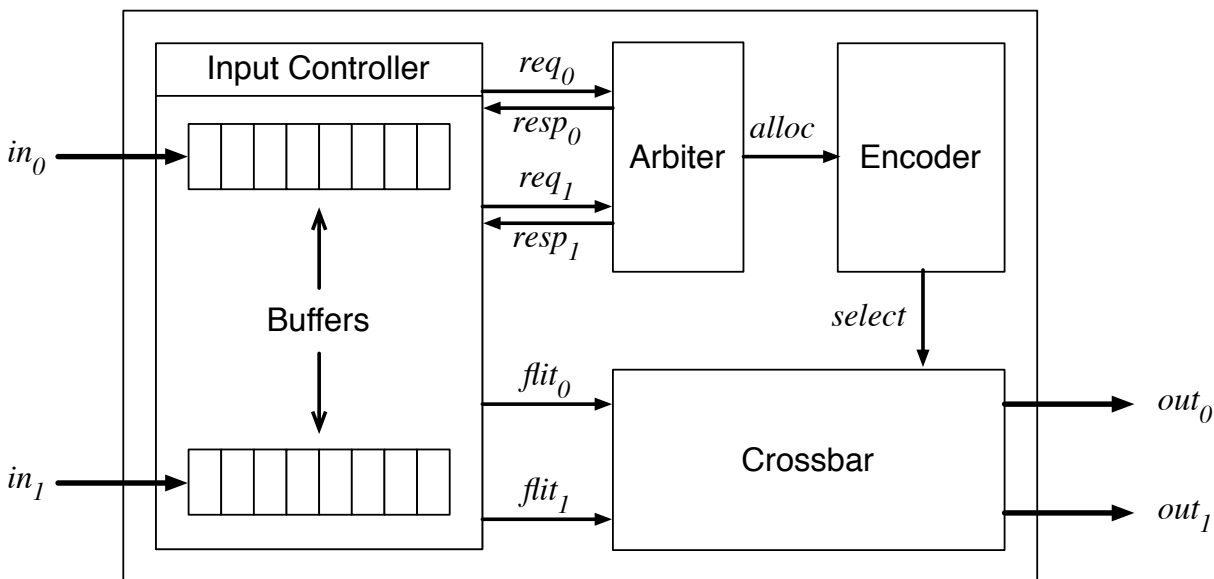 Input Controller
req0
resp0
alloc
in0
Arbiter
Encoder
req1
resp1
Buffers
select
flit0
out0
Crossbar
in1
flit1
out1